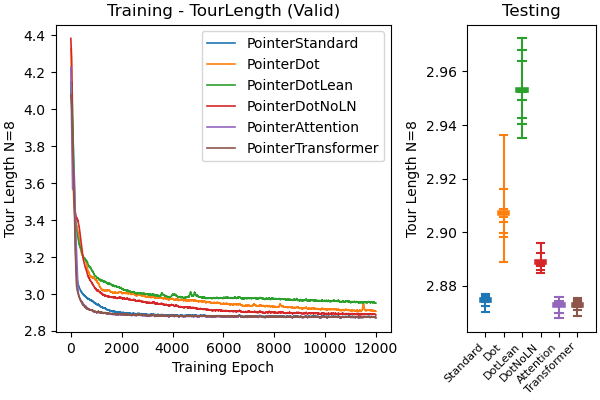 Training - TourLength (Valid)
Tour Length N=8
4.4
4.2
4.0
3.8
3.6
3.4
3.2
3.0
2.8
PointerStandard
PointerDot
PointerDotLean
PointerDotNoLN
PointerAttention
PointerTransformer
0 2000 4000 6000 8000 10000 12000
Training Epoch
Testing
Tour Length N=8
2.96
2.94
2.92
2.90
2.88
Standard
Dot
DotLean
DotNoLN
Attention
Transformer